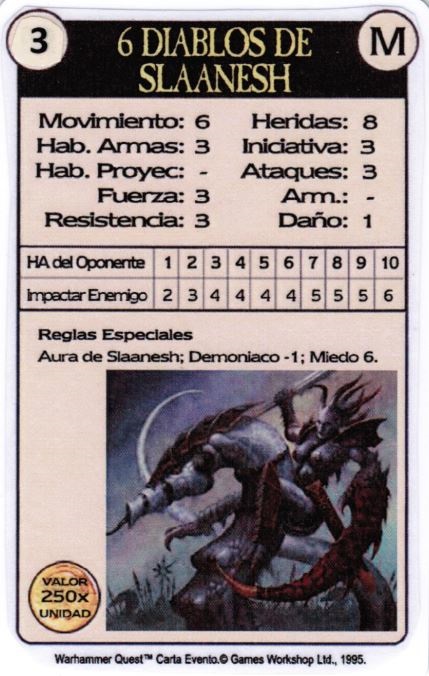 3
6 DIABLOS DE
SLAANESH
M
Movimiento: 6 Heridas: 8
Hab. Armas: 3 Iniciativa: 3
Hab. Proyec: - Ataques: 3
Fuerza: 3 Arm.: -
Resistencia: 3 Daño: 1
HA del Oponente 1 2 3 4 5 6 7 8 9 10
Impactar Enemigo 2 3 4 4 4 4 5 5 5 6
Reglas Especiales
Aura de Slaanesh; Demoniaco -1; Miedo 6.
VALOR
250x
UNIDAD
Warhammer Quest™ Carta Evento.© Games Workshop Ltd., 1995.